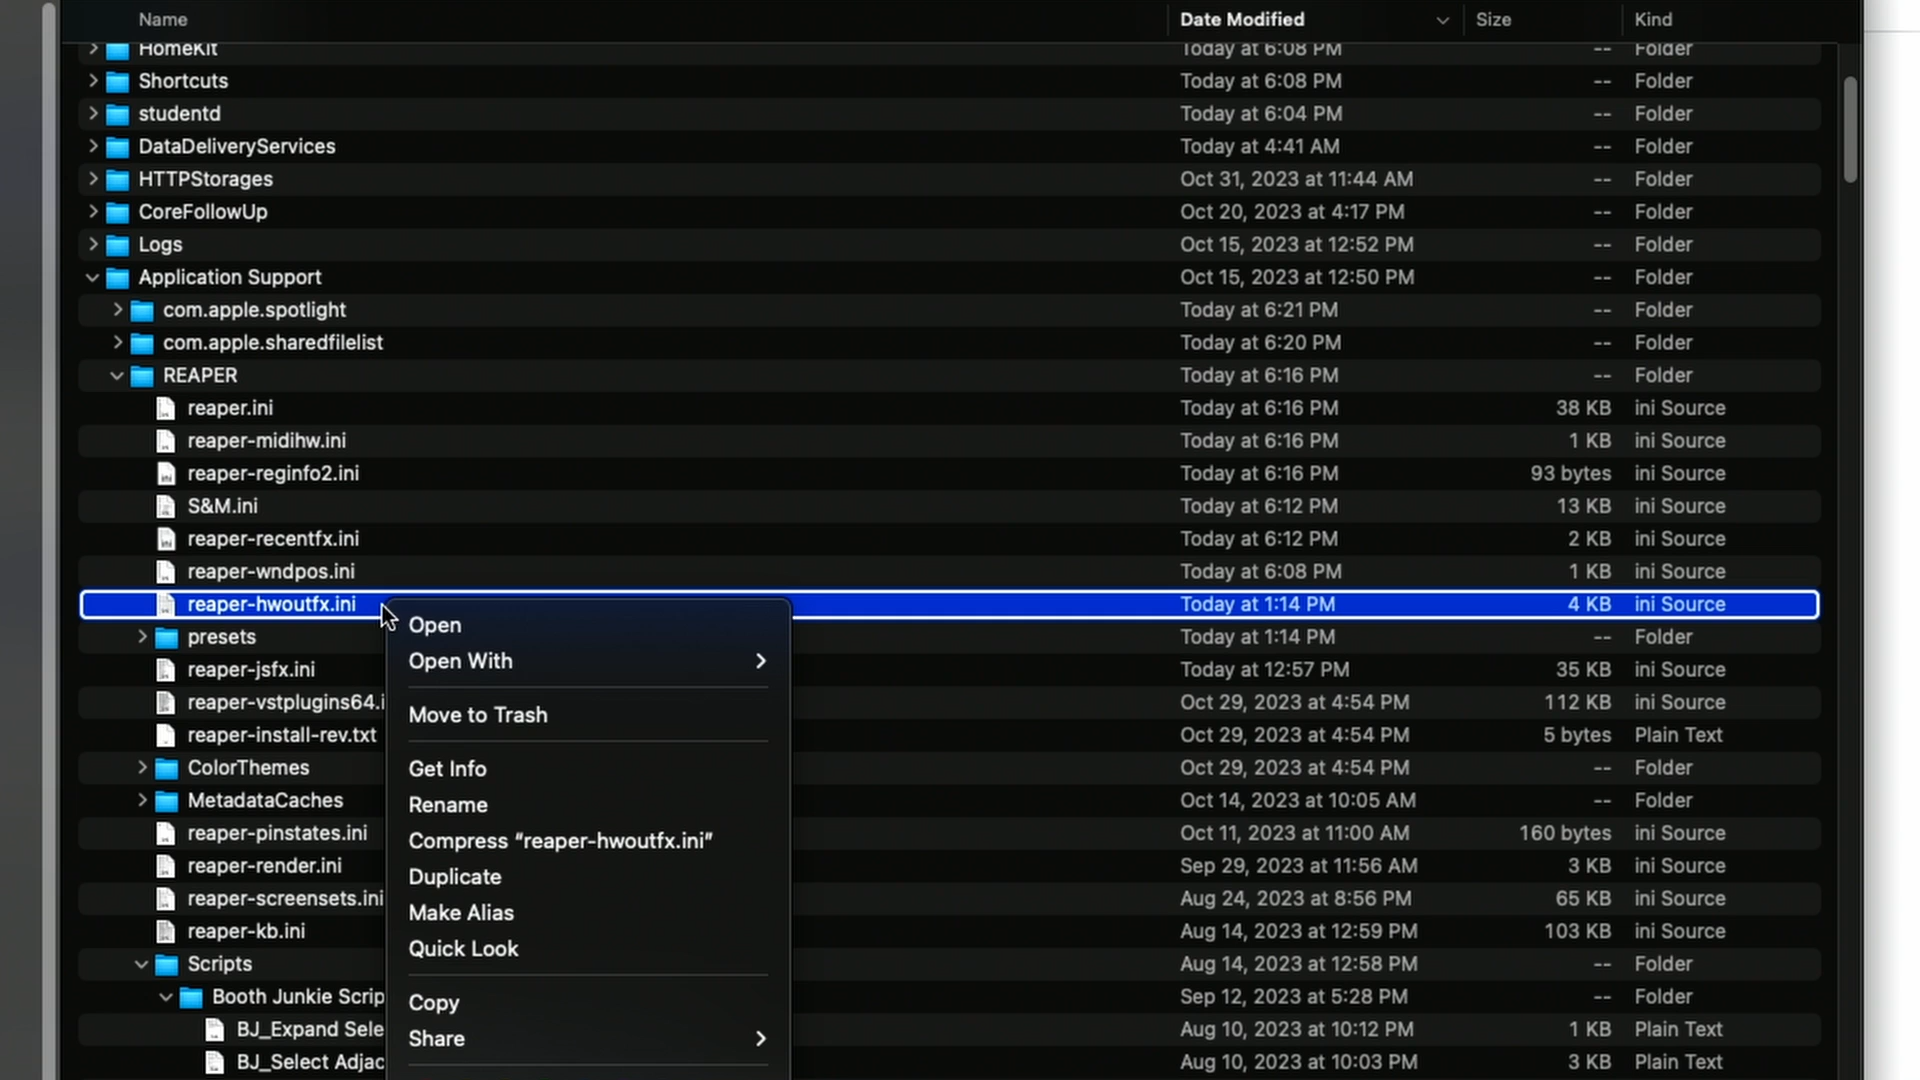 Name Date Modified Size Kind
HomeKit Today at 6:08 PM -- Folder
Shortcuts Today at 6:08 PM -- Folder
studentd Today at 6:04 PM -- Folder
DataDeliveryServices Today at 4:41 AM -- Folder
HTTPStorages Oct 31, 2023 at 11:44 AM -- Folder
CoreFollowUp Oct 20, 2023 at 4:17 PM -- Folder
Logs Oct 15, 2023 at 12:52 PM -- Folder
Application Support Oct 15, 2023 at 12:50 PM -- Folder
com.apple.spotlight Today at 6:21 PM -- Folder
com.apple.sharedfilelist Today at 6:20 PM -- Folder
REAPER Today at 6:16 PM -- Folder
reaper.ini Today at 6:16 PM 38 KB ini Source
reaper-midihw.ini Today at 6:16 PM 1 KB ini Source
reaper-reginfo2.ini Today at 6:16 PM 93 bytes ini Source
S&M.ini Today at 6:12 PM 13 KB ini Source
reaper-recentfx.ini Today at 6:12 PM 2 KB ini Source
reaper-wndpos.ini Today at 6:08 PM 1 KB ini Source
reaper-hwoutfx.ini Today at 1:14 PM 4 KB ini Source
presets Today at 1:14 PM -- Folder
reaper-jsfx.ini Today at 12:57 PM 35 KB ini Source
reaper-vstplugins64.i Oct 29, 2023 at 4:54 PM 112 KB ini Source
reaper-install-rev.txt Oct 29, 2023 at 4:54 PM 5 bytes Plain Text
ColorThemes Oct 29, 2023 at 4:54 PM -- Folder
MetadataCaches Oct 14, 2023 at 10:05 AM -- Folder
reaper-pinstates.ini Oct 11, 2023 at 11:00 AM 160 bytes ini Source
reaper-render.ini Sep 29, 2023 at 11:56 AM 3 KB ini Source
reaper-screensets.ini Aug 24, 2023 at 8:56 PM 65 KB ini Source
reaper-kb.ini Aug 14, 2023 at 12:59 PM 103 KB ini Source
Scripts Aug 14, 2023 at 12:58 PM -- Folder
Booth Junkie Scrip Sep 12, 2023 at 5:28 PM -- Folder
BJ_Expand Sele Aug 10, 2023 at 10:12 PM 1 KB Plain Text
BJ_Select Adjac Aug 10, 2023 at 10:03 PM 3 KB Plain Text
Open
Open With
Move to Trash
Get Info
Rename
Compress “reaper-hwoutfx.ini”
Duplicate
Make Alias
Quick Look
Copy
Share